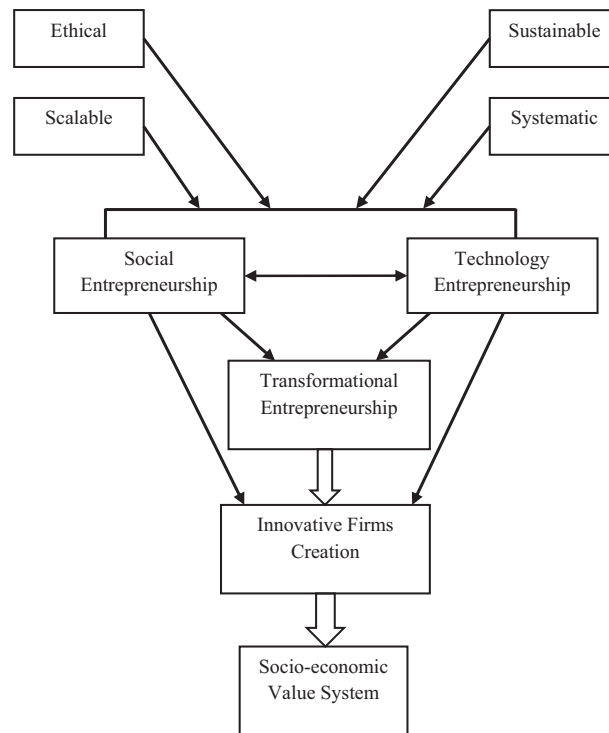 Ethical
Sustainable
Scalable
Systematic
Social
Entrepreneurship
Technology
Entrepreneurship
Transformational
Entrepreneurship
Innovative Firms
Creation
Socio-economic
Value System